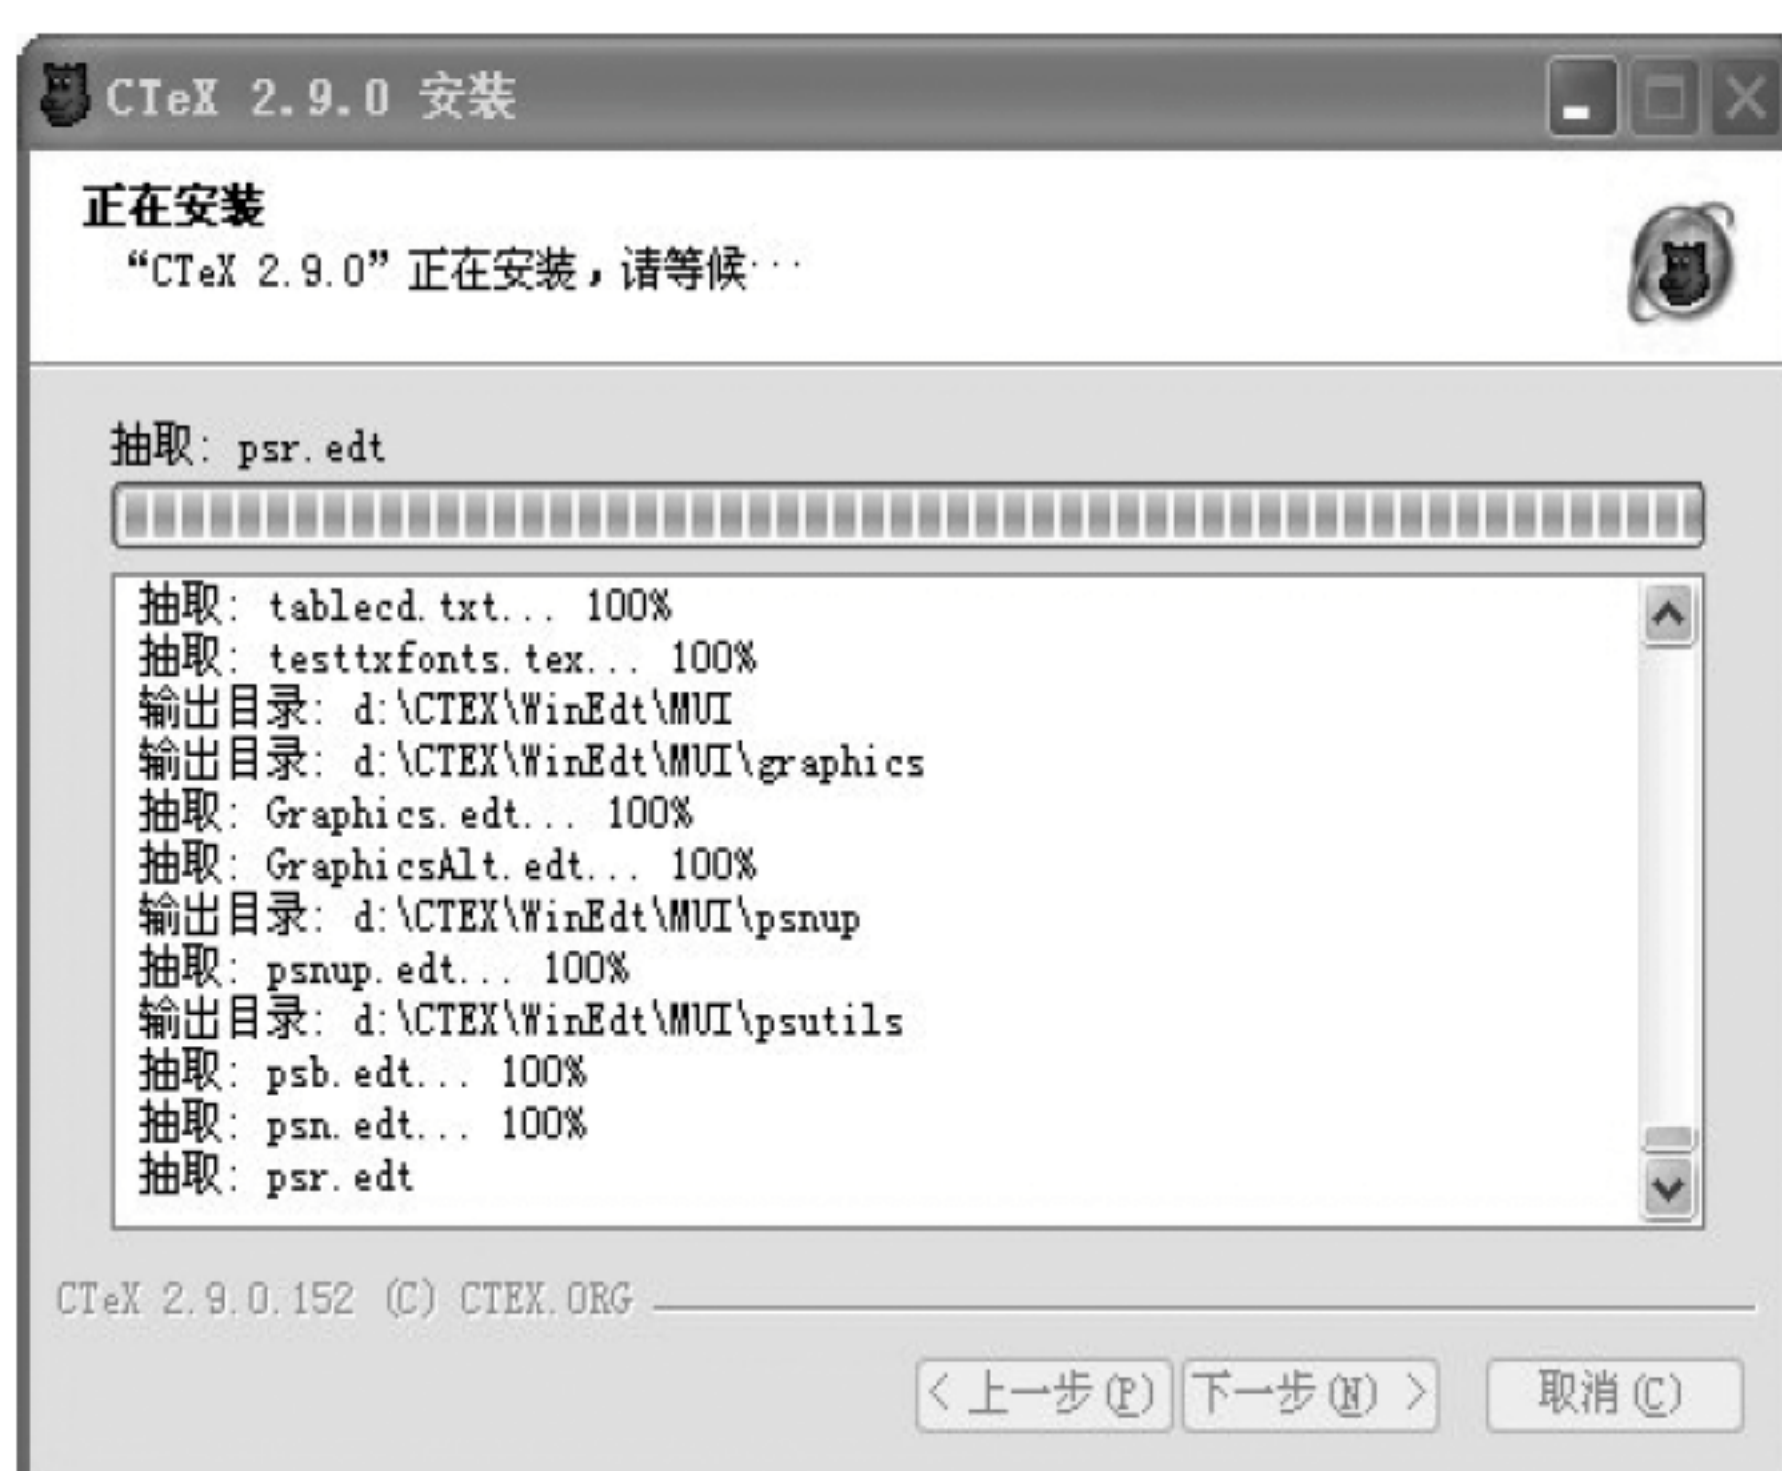 CTeX 2.9.0 安装
正在安装
“CTeX 2.9.0” 正在安装，请等候···
抽取: psr.edt
抽取: tablecd.txt... 100%
抽取: testtxfonts.tex... 100%
输出目录: d:\CTEX\WinEdt\MUI
输出目录: d:\CTEX\WinEdt\MUI\graphics
抽取: Graphics.edt... 100%
抽取: GraphicsAlt.edt... 100%
输出目录: d:\CTEX\WinEdt\MUI\psnup
抽取: psnup.edt... 100%
输出目录: d:\CTEX\WinEdt\MUI\psutils
抽取: psb.edt... 100%
抽取: psn.edt... 100%
抽取: psr.edt
CTeX 2.9.0.152 (C) CTEX.ORG
< 上一步(P) 下一步(N) > 取消(C)